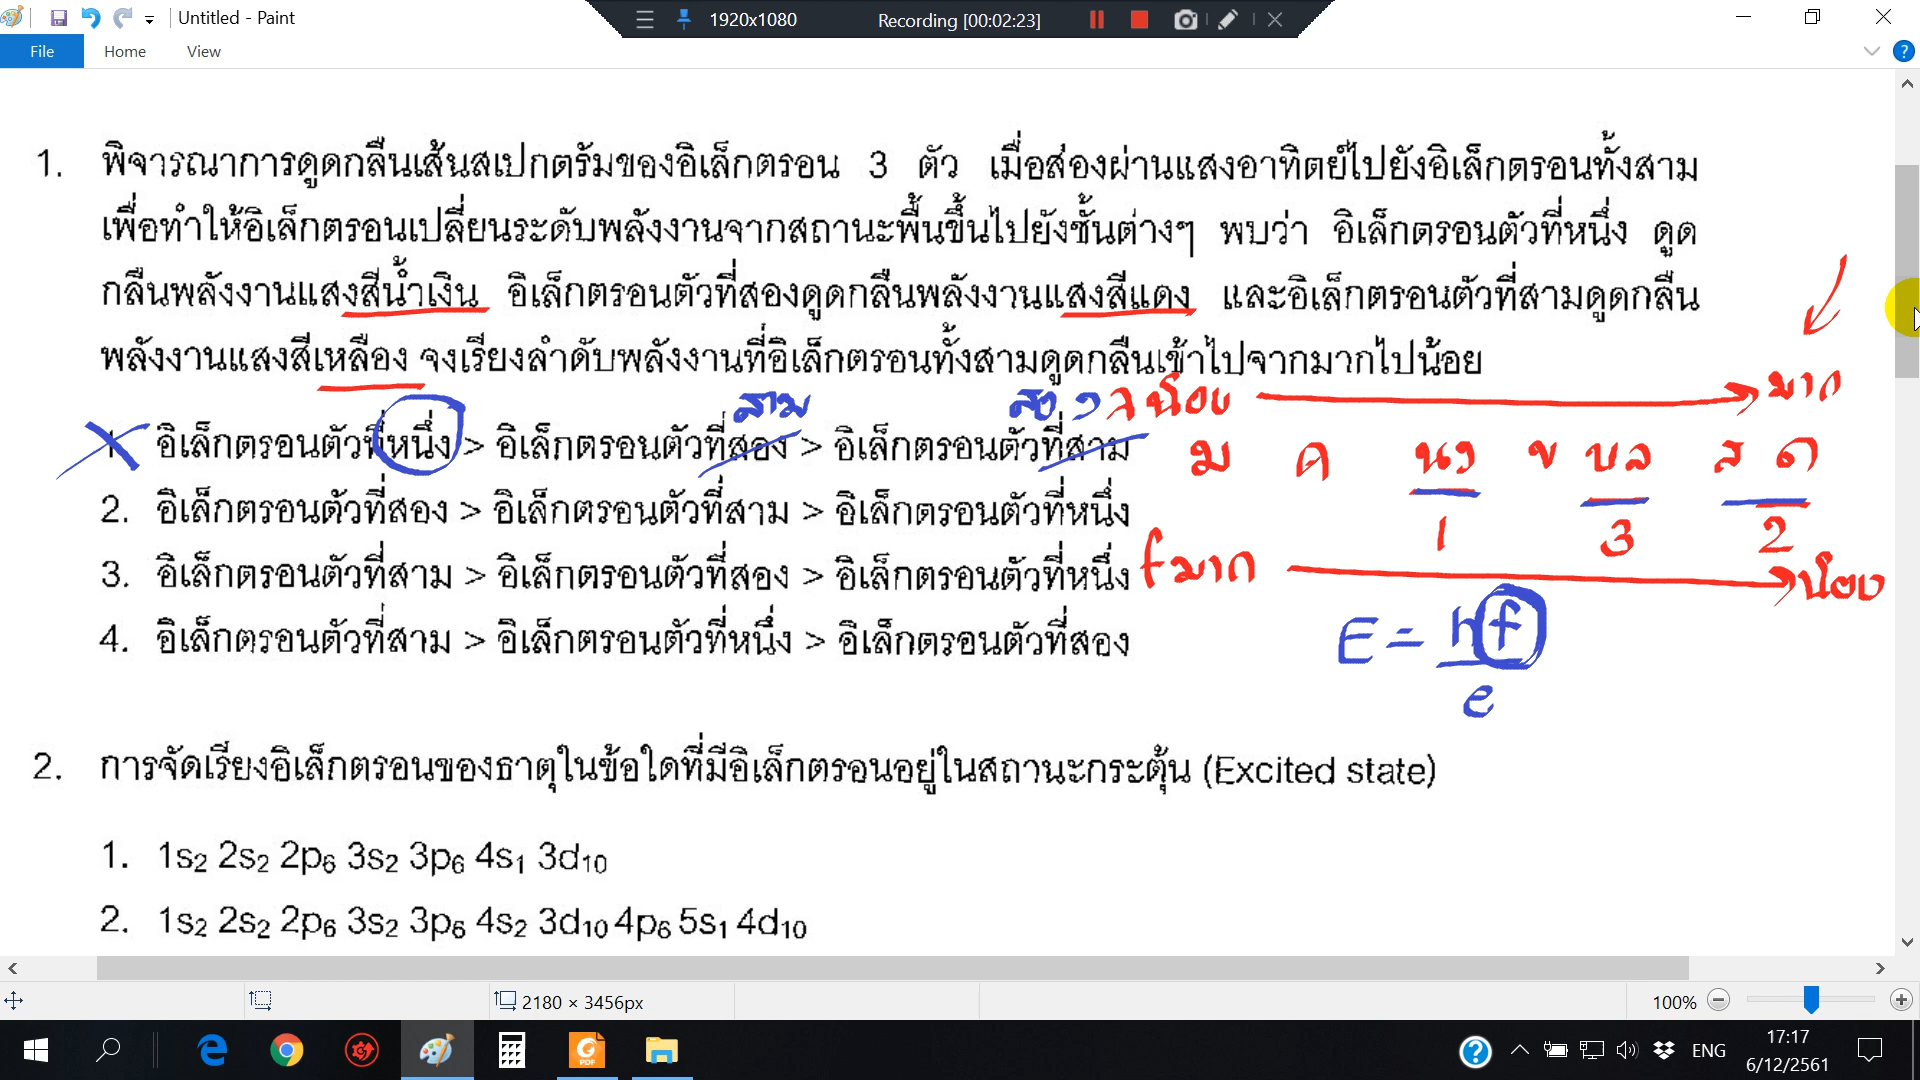 Untitled - Paint
1920x1080 Recording [00:02:23]
File Home View
1. พิจารณาการดูดกลืนเส้นสเปกตรัมของอิเล็กตรอน 3 ตัว เมื่อส่องผ่านแสงอาทิตย์ไปยังอิเล็กตรอนทั้งสาม
เพื่อทำให้อิเล็กตรอนเปลี่ยนระดับพลังงานจากสถานะพื้นขึ้นไปยังชั้นต่างๆ พบว่า อิเล็กตรอนตัวที่หนึ่ง ดูด
กลืนพลังงานแสงสีน้ำเงิน อิเล็กตรอนตัวที่สองดูดกลืนพลังงานแสงสีแดง และอิเล็กตรอนตัวที่สามดูดกลืน
พลังงานแสงสีเหลือง จงเรียงลำดับพลังงานที่อิเล็กตรอนทั้งสามดูดกลืนเข้าไปจากมากไปน้อย
สาม น้อย มาก
1. อิเล็กตรอนตัวที่หนึ่ง > อิเล็กตรอนตัวที่สอง > อิเล็กตรอนตัวที่สาม
ม ค นง ข ส ด
2. อิเล็กตรอนตัวที่สอง > อิเล็กตรอนตัวที่สาม > อิเล็กตรอนตัวที่หนึ่ง
1 3 2
3. อิเล็กตรอนตัวที่สาม > อิเล็กตรอนตัวที่สอง > อิเล็กตรอนตัวที่หนึ่ง
f มาก น้อย
4. อิเล็กตรอนตัวที่สาม > อิเล็กตรอนตัวที่หนึ่ง > อิเล็กตรอนตัวที่สอง
E = hf
e
2. การจัดเรียงอิเล็กตรอนของธาตุในข้อใดที่มีอิเล็กตรอนอยู่ในสถานะกระตุ้น (Excited state)
1. 1s2 2s2 2p6 3s2 3p6 4s1 3d10
2. 1s2 2s2 2p6 3s2 3p6 4s2 3d10 4p6 5s1 4d10
2180 × 3456px 100%
ENG 17:17
6/12/2561